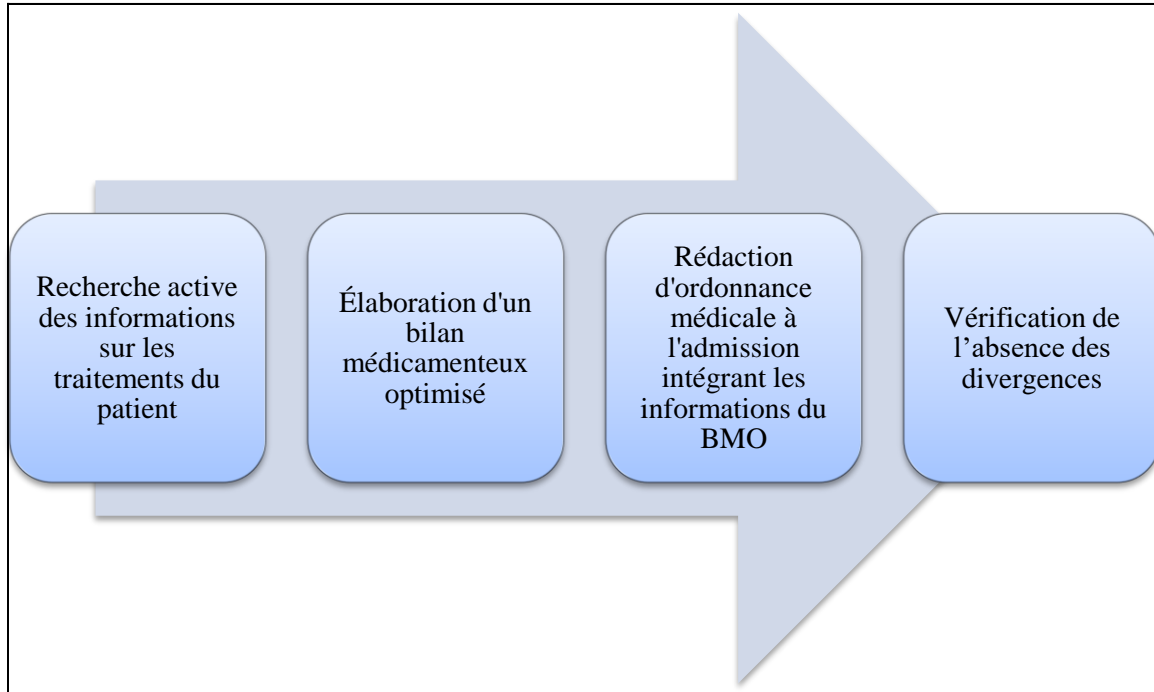 Recherche active
des informations
sur les
traitements du
patient
Élaboration d'un
bilan
médicamenteux
optimisé
Rédaction
d'ordonnance
médicale à
l'admission
intégrant les
informations du
BMO
Vérification de
l’absence des
divergences